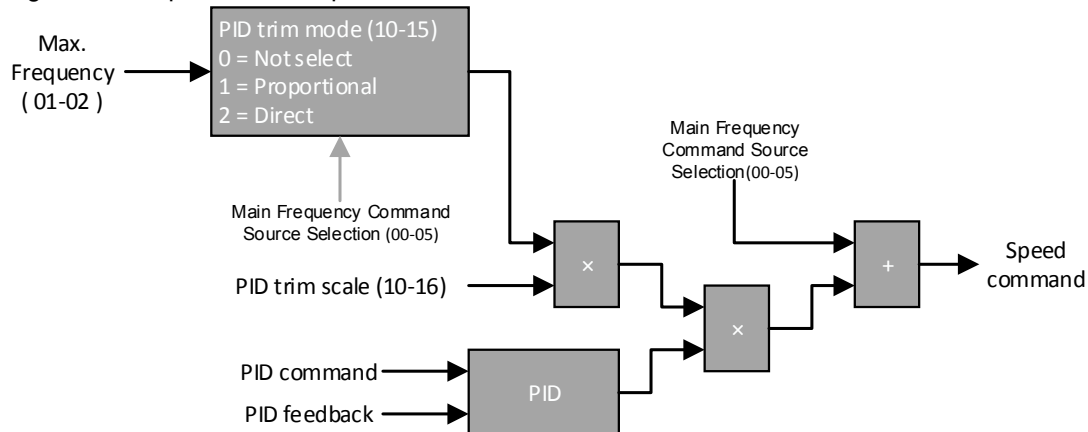 PID trim mode (10-15)
0 = Not select
1 = Proportional
2 = Direct
Max.
Frequency
( 01-02 )
Main Frequency Command
Source Selection (00-05)
Main Frequency
Command Source
Selection(00-05)
×
+
Speed
command
PID trim scale (10-16)
×
PID command
PID
PID feedback